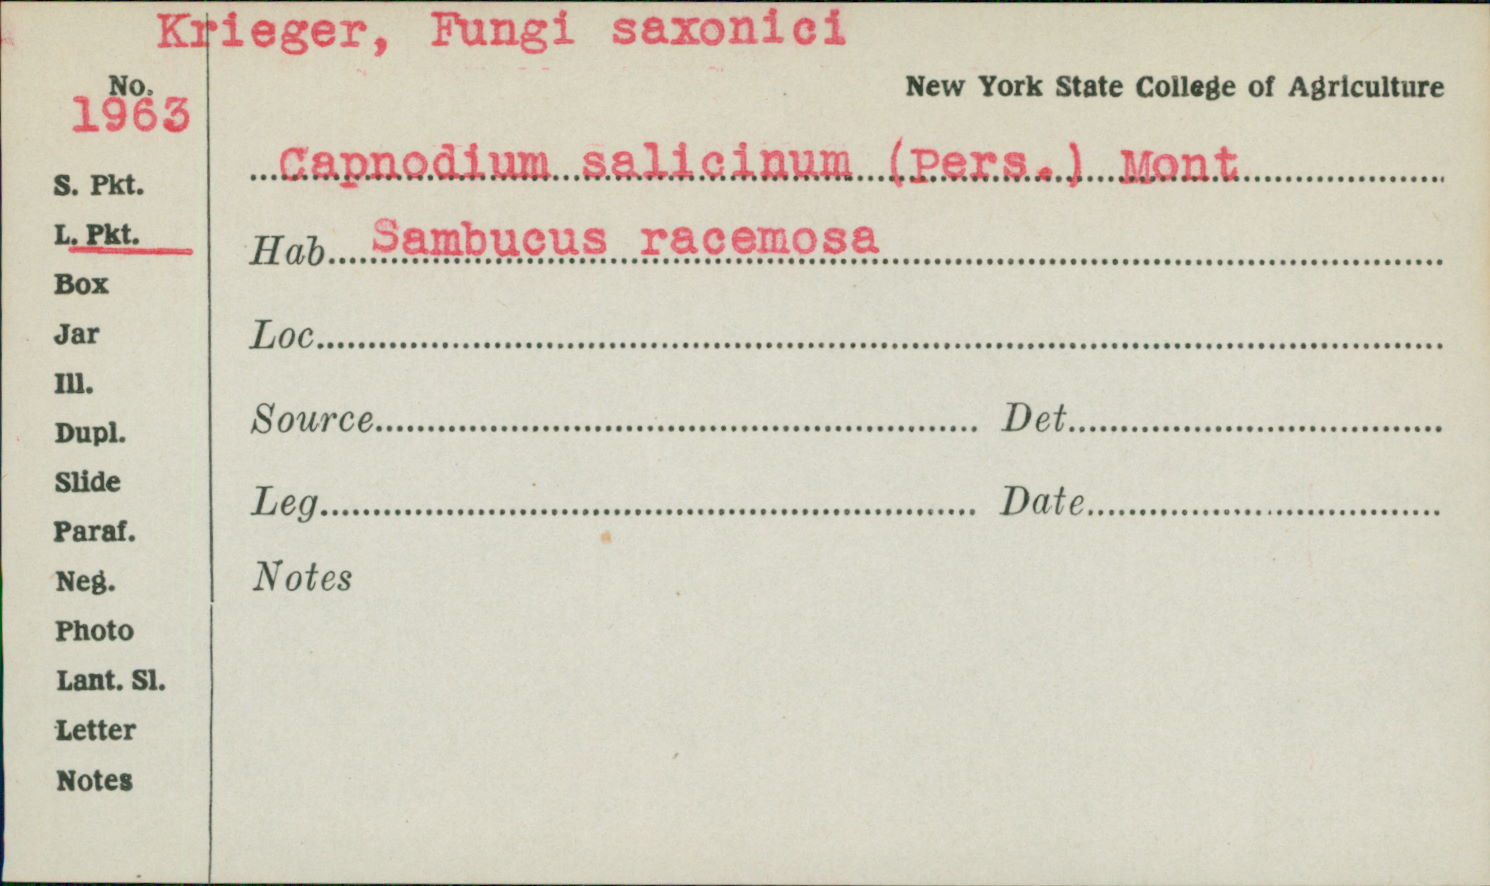 Krieger, Fungi saxonici
No.
1963
New York State College of Agriculture
Capnodium salicinum (Pers.) Mont
S. Pkt.
L. Pkt.
Hab. Sambucus racemosa
Box
Jar
Loc.
Ill.
Dupl.
Source Det.
Slide
Leg. Date
Paraf.
Neg.
Notes
Photo
Lant. Sl.
Letter
Notes